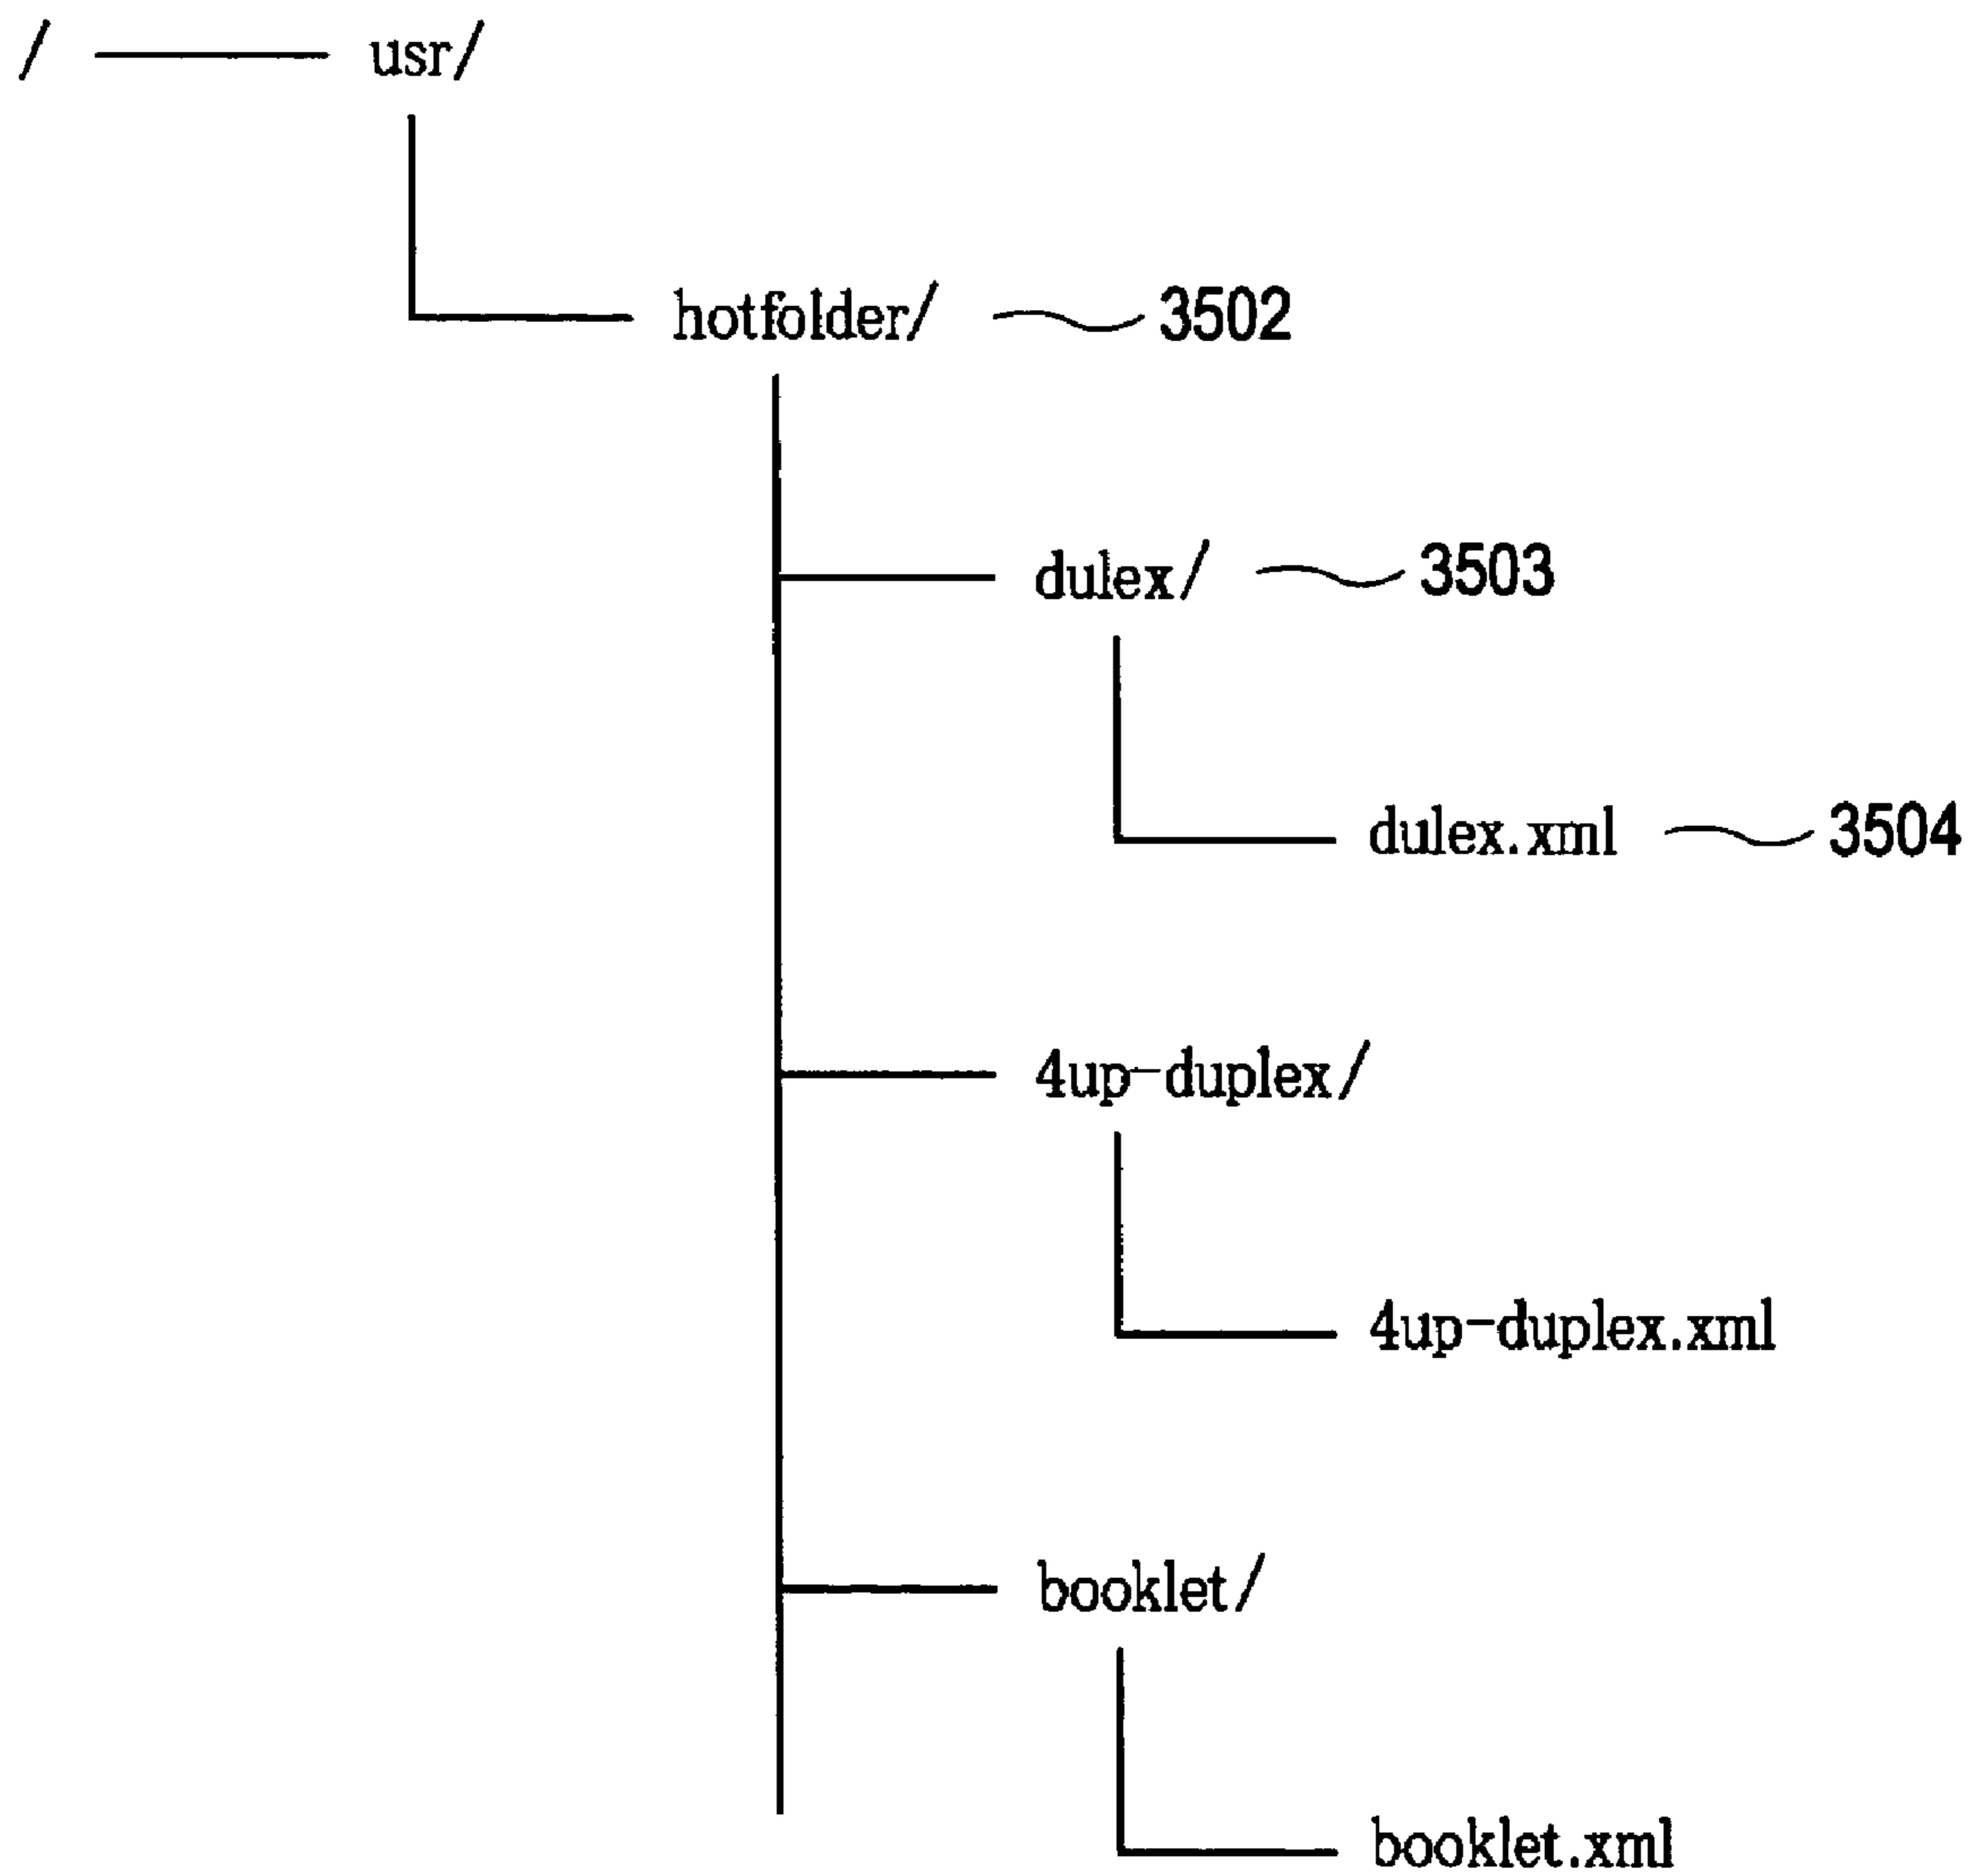 / usr/
hotfolder/ 3502
dulex/ 3503
dulex.xml 3504
4up-duplex/
4up-duplex.xml
booklet/
booklet.xml